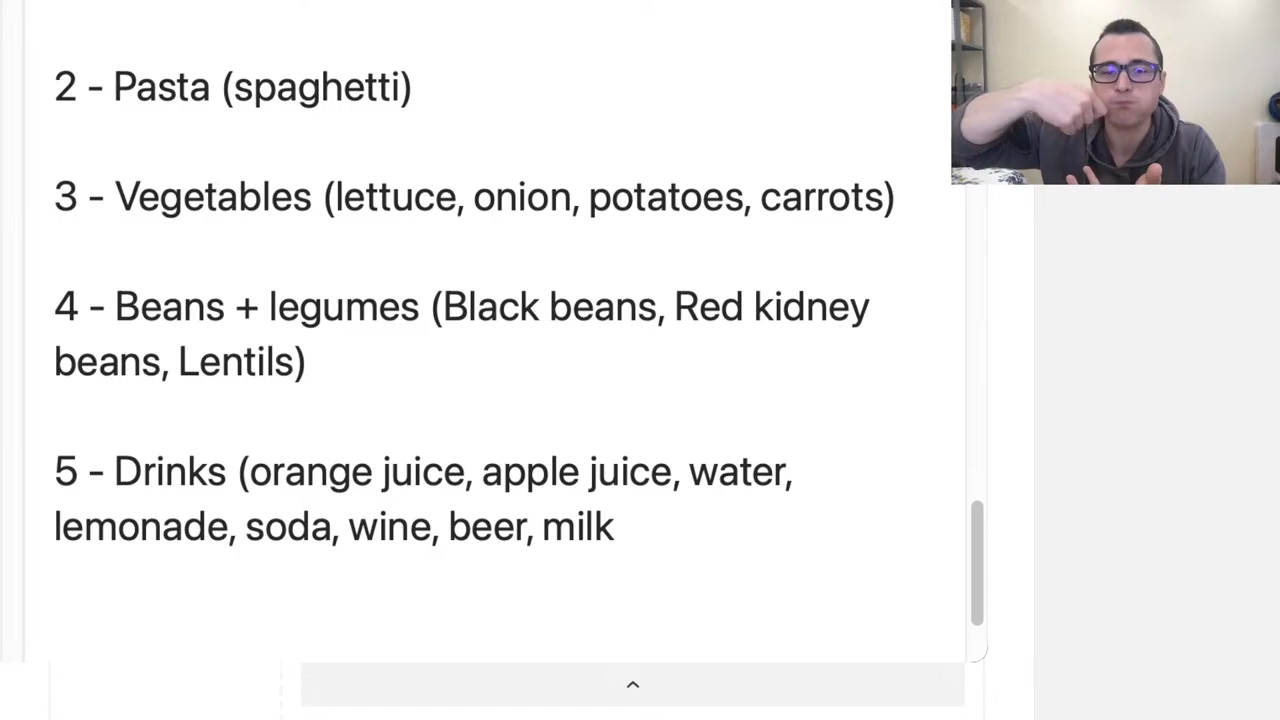 2 - Pasta (spaghetti)
3 - Vegetables (lettuce, onion, potatoes, carrots)
4 - Beans + legumes (Black beans, Red kidney
beans, Lentils)
5 - Drinks (orange juice, apple juice, water,
lemonade, soda, wine, beer, milk